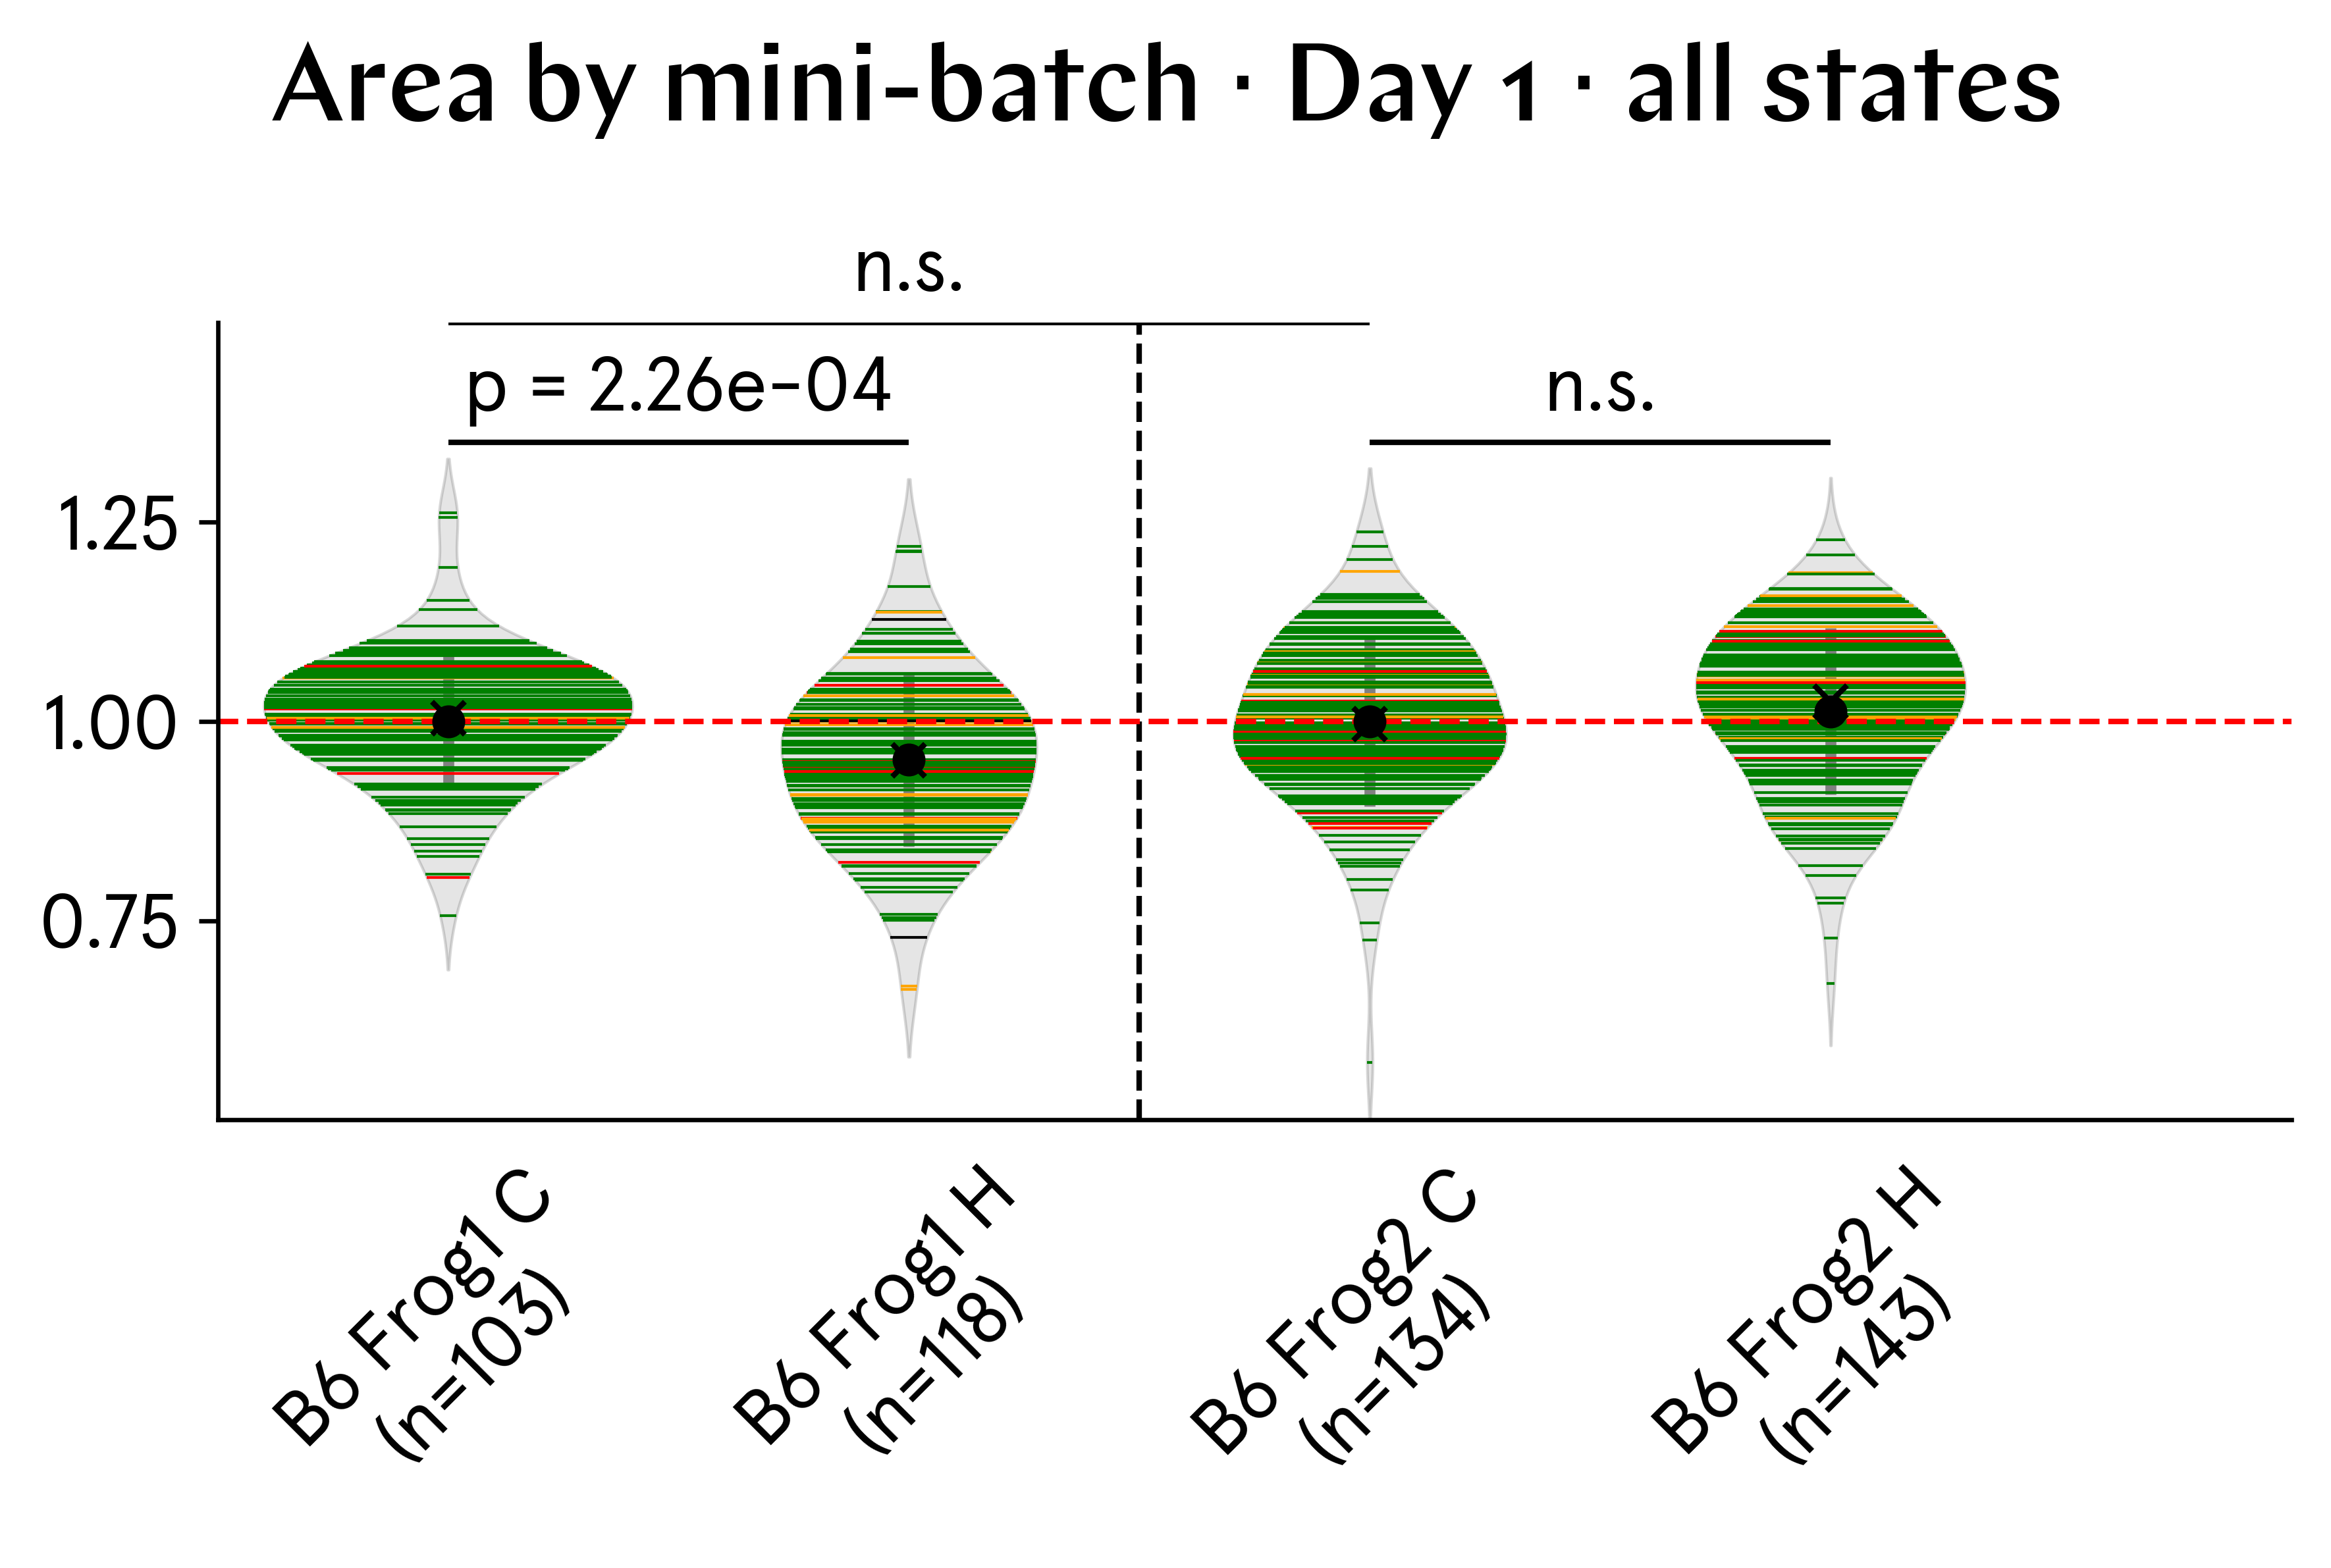 Area by mini-batch · Day 1 · all states
n.s.
p = 2.26e-04
n.s.
1.25
1.00
0.75
B6 Frog1 C
(n=103)
B6 Frog1 H
(n=118)
B6 Frog2 C
(n=134)
B6 Frog2 H
(n=143)